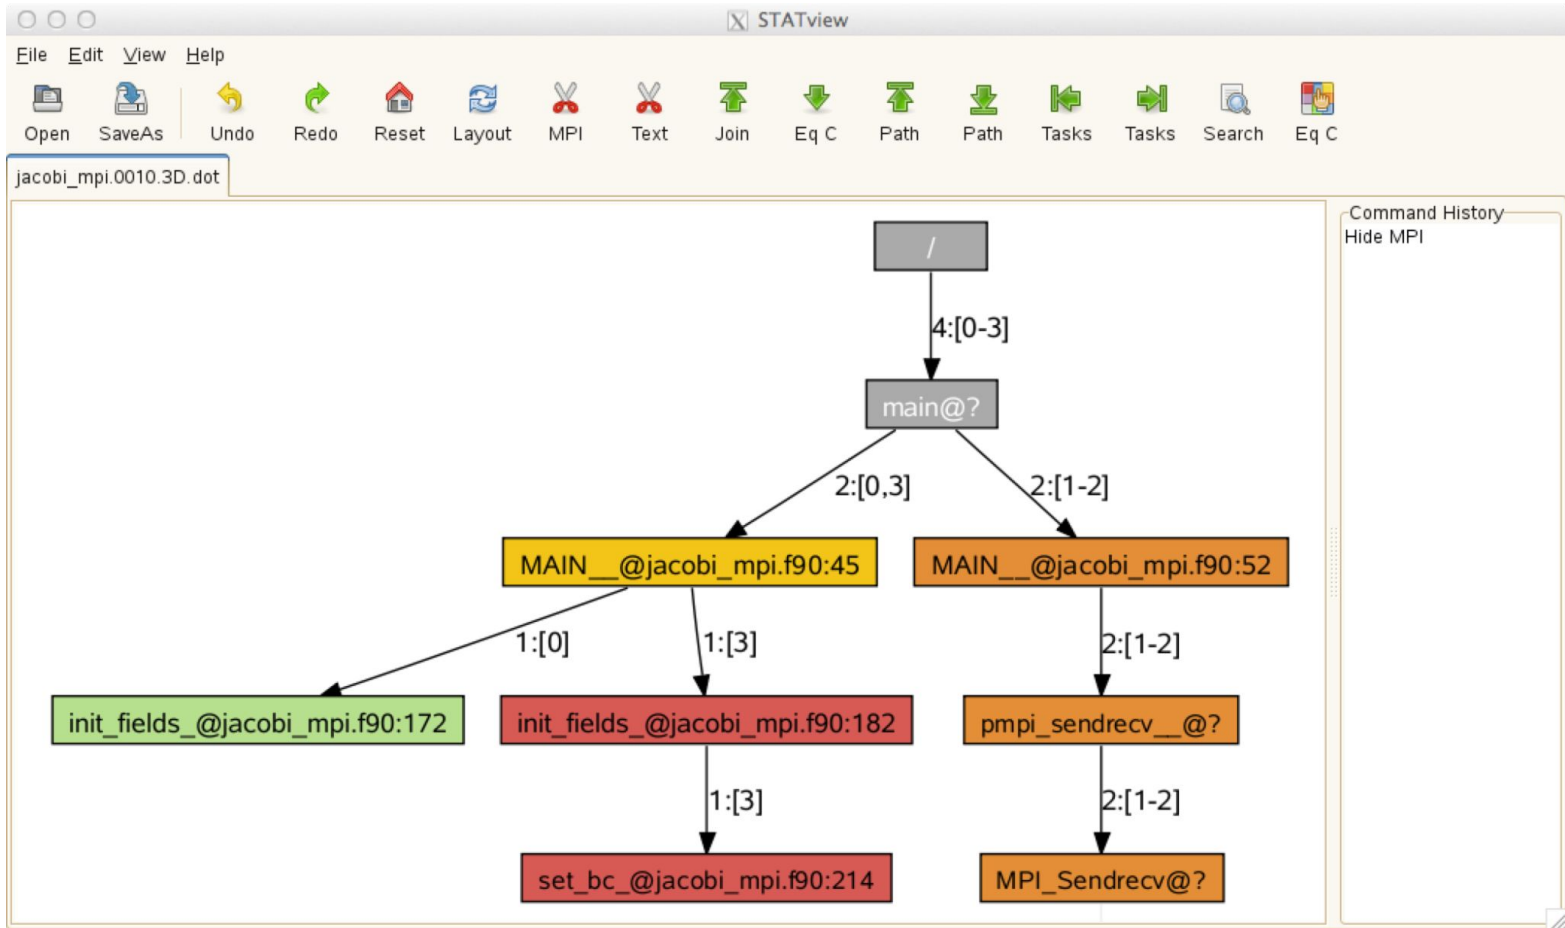 STATview
File Edit View Help
Open SaveAs Undo Redo Reset Layout MPI Text Join Eq C Path Path Tasks Tasks Search Eq C
jacobi_mpi.0010.3D.dot
Command History
Hide MPI
/
4:[0-3]
main@?
2:[0,3] 2:[1-2]
MAIN__@jacobi_mpi.f90:45 MAIN__@jacobi_mpi.f90:52
1:[0] 1:[3] 2:[1-2]
init_fields_@jacobi_mpi.f90:172 init_fields_@jacobi_mpi.f90:182 pmpi_sendrecv__@?
1:[3] 2:[1-2]
set_bc_@jacobi_mpi.f90:214 MPI_Sendrecv@?